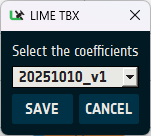 LIME TBX
Select the coefficients
20251010_v1
SAVE
CANCEL